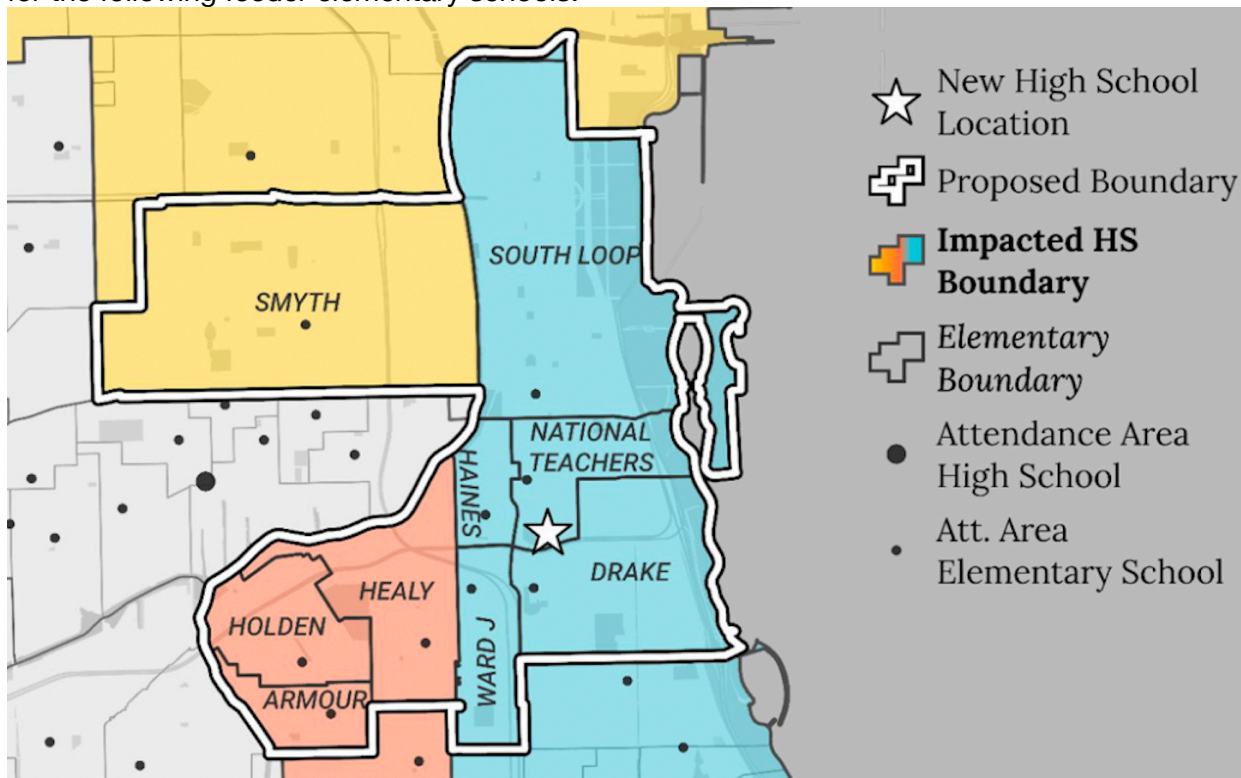 for the following feeder elementary schools:
SOUTH LOOP
SMYTH
NATIONAL
TEACHERS
HAINES
DRAKE
HEALY
HOLDEN
WARD J
ARMOUR
New High School
Location
Proposed Boundary
Impacted HS
Boundary
Elementary
Boundary
Attendance Area
High School
Att. Area
Elementary School